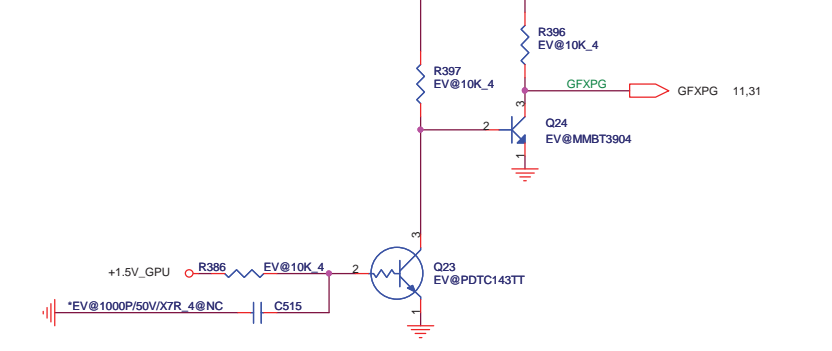 R396
EV@10K_4
R397
EV@10K_4
GFXPG
GFXPG 11,31
3
2
Q24
EV@MMBT3904
1
3
+1.5V_GPU
R386
EV@10K_4
2
Q23
EV@PDTC143TT
*EV@1000P/50V/X7R_4@NC
C515
1